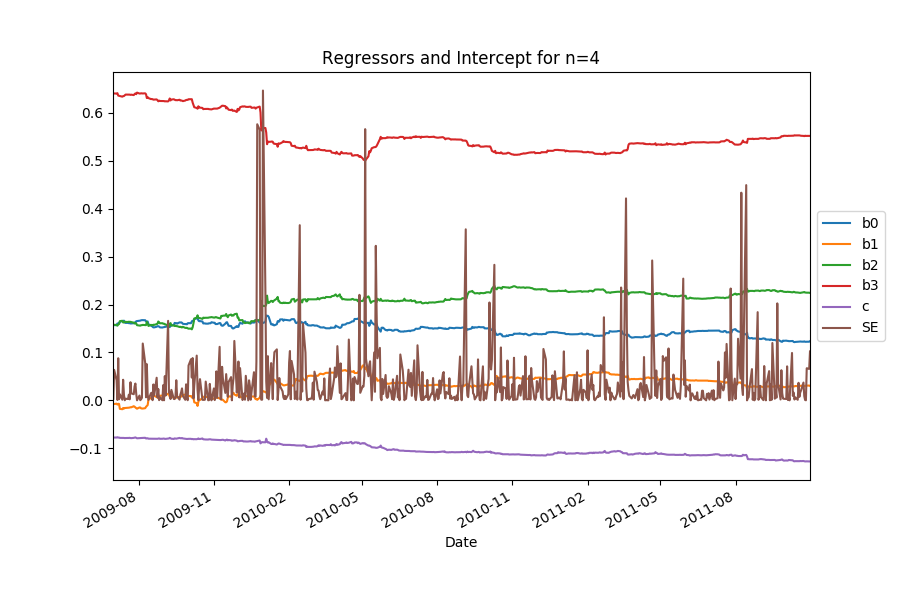 Regressors and Intercept for n=4
0.6
0.5
0.4
0.3
0.2
0.1
0.0
−0.1
2009-08
2009-11
2010-02
2010-05
2010-08
2010-11
2011-02
2011-05
2011-08
Date
b0
b1
b2
b3
c
SE